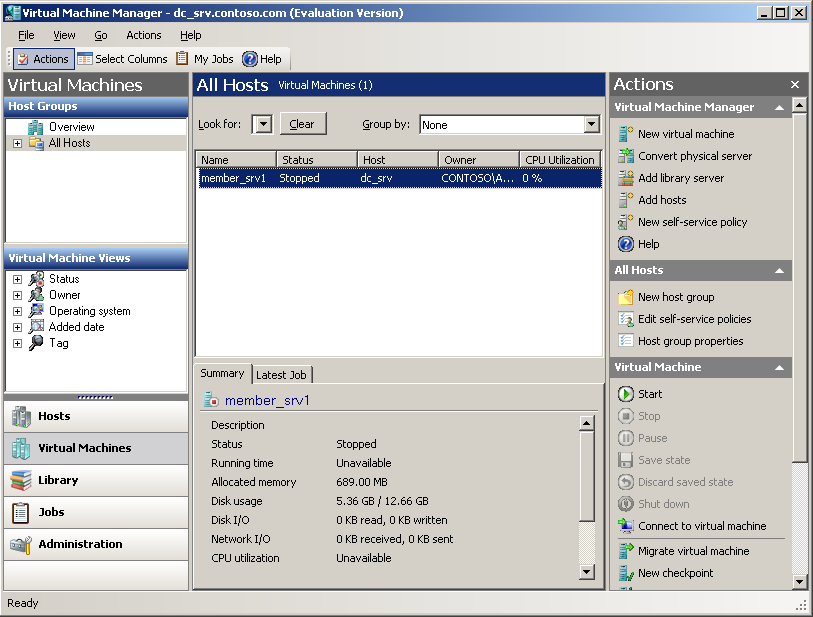 Virtual Machine Manager - dc_srv.contoso.com (Evaluation Version)
File View Go Actions Help
Actions Select Columns My Jobs Help
Virtual Machines
Host Groups
Overview
All Hosts
Virtual Machine Views
Status
Owner
Operating system
Added date
Tag
Hosts
Virtual Machines
Library
Jobs
Administration
All Hosts Virtual Machines (1)
Look for: Clear Group by: None
Name Status Host Owner CPU Utilization
member_srv1 Stopped dc_srv CONTOSO\A... 0 %
Summary Latest Job
member_srv1
Description
Status Stopped
Running time Unavailable
Allocated memory 689.00 MB
Disk usage 5.36 GB / 12.66 GB
Disk I/O 0 KB read, 0 KB written
Network I/O 0 KB received, 0 KB sent
CPU utilization Unavailable
Actions
Virtual Machine Manager
New virtual machine
Convert physical server
Add library server
Add hosts
New self-service policy
Help
All Hosts
New host group
Edit self-service policies
Host group properties
Virtual Machine
Start
Stop
Pause
Save state
Discard saved state
Shut down
Connect to virtual machine
Migrate virtual machine
New checkpoint
Ready